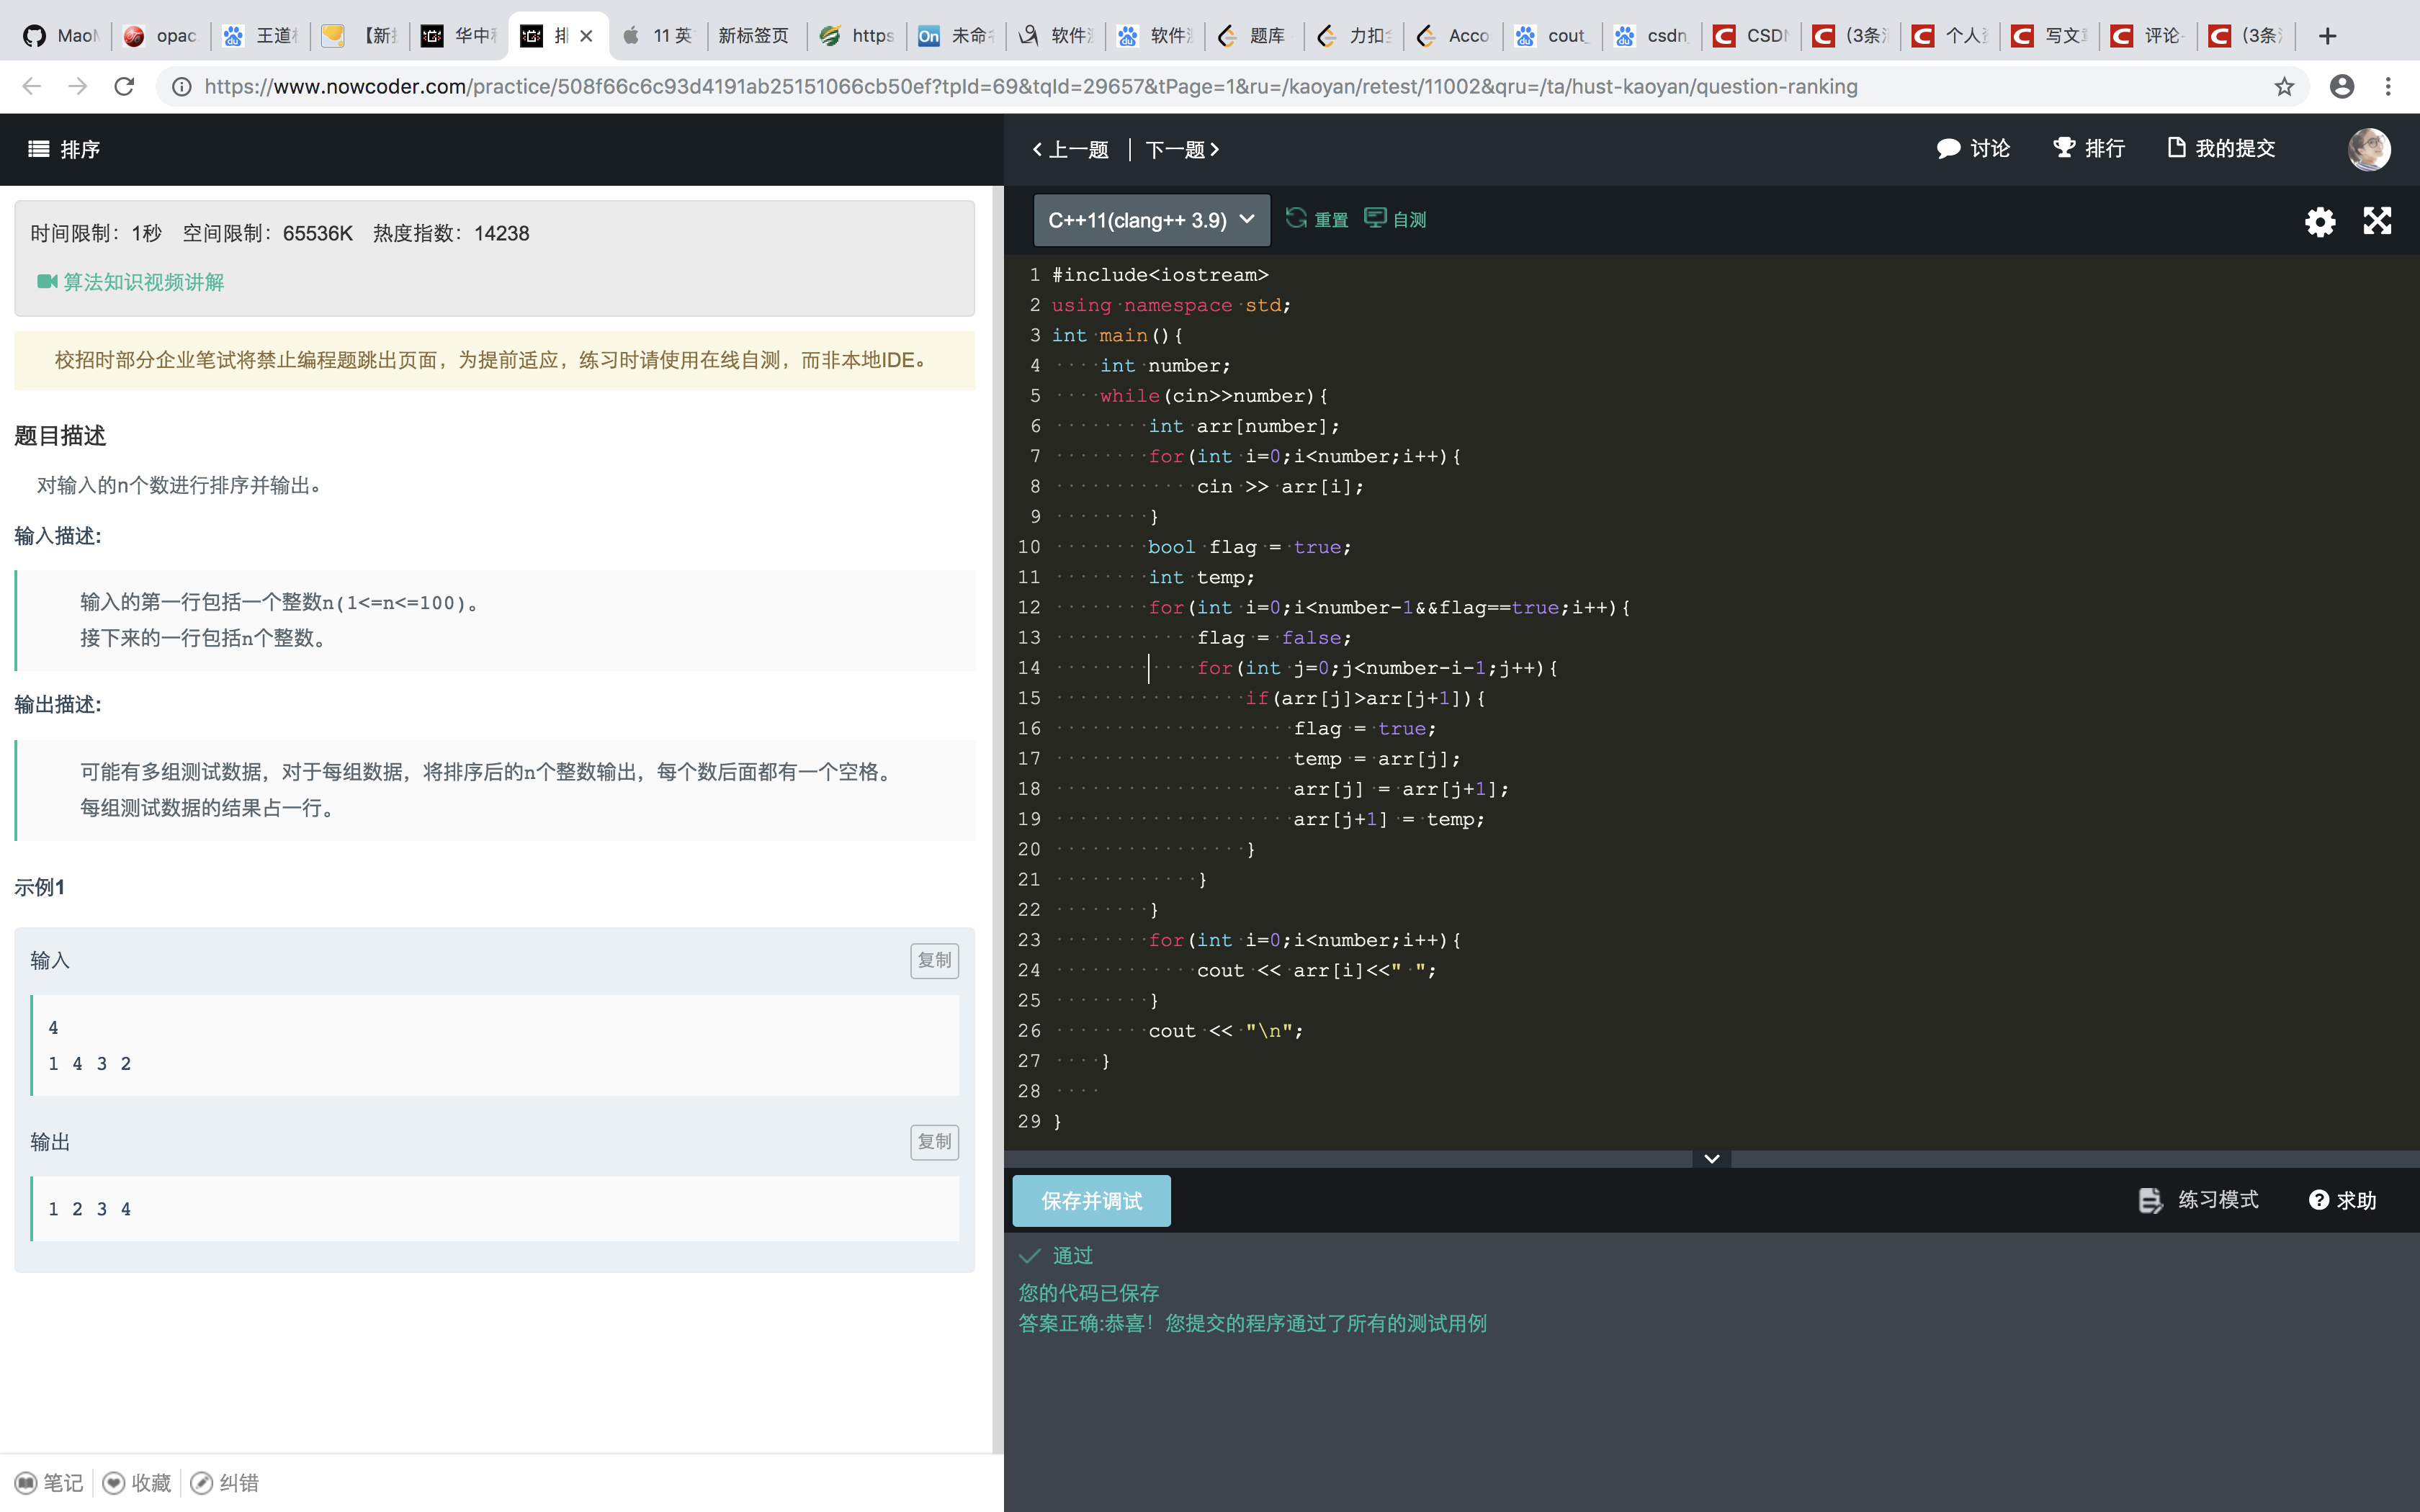 MaoM
opac
王道
【新
华中科
排
11 英
新标签页
https
On 未命名
软件
软件
题库
力扣
Acco
cout_
csdn_
CSDN
(3条
个人
写文章
评论-
(3条
https://www.nowcoder.com/practice/508f66c6c93d4191ab25151066cb50ef?tpId=69&tqId=29657&tPage=1&ru=/kaoyan/retest/11002&qru=/ta/hust-kaoyan/question-ranking
排序
上一题 | 下一题
讨论 排行 我的提交
时间限制：1秒 空间限制：65536K 热度指数：14238
算法知识视频讲解
校招时部分企业笔试将禁止编程题跳出页面，为提前适应，练习时请使用在线自测，而非本地IDE。
题目描述
对输入的n个数进行排序并输出。
输入描述:
输入的第一行包括一个整数n(1<=n<=100)。
接下来的一行包括n个整数。
输出描述:
可能有多组测试数据，对于每组数据，将排序后的n个整数输出，每个数后面都有一个空格。
每组测试数据的结果占一行。
示例1
输入 复制
4
1 4 3 2
输出 复制
1 2 3 4
笔记 收藏 纠错
C++11(clang++ 3.9) 重置 自测
1 #include<iostream>
2 using namespace std;
3 int main(){
4     int number;
5     while(cin>>number){
6         int arr[number];
7         for(int i=0;i<number;i++){
8             cin >> arr[i];
9         }
10         bool flag = true;
11         int temp;
12         for(int i=0;i<number-1&&flag==true;i++){
13             flag = false;
14             for(int j=0;j<number-i-1;j++){
15                 if(arr[j]>arr[j+1]){
16                     flag = true;
17                     temp = arr[j];
18                     arr[j] = arr[j+1];
19                     arr[j+1] = temp;
20                 }
21             }
22         }
23         for(int i=0;i<number;i++){
24             cout << arr[i]<<" ";
25         }
26         cout << "\n";
27     }
28
29 }
保存并调试 练习模式 求助
通过
您的代码已保存
答案正确:恭喜！您提交的程序通过了所有的测试用例